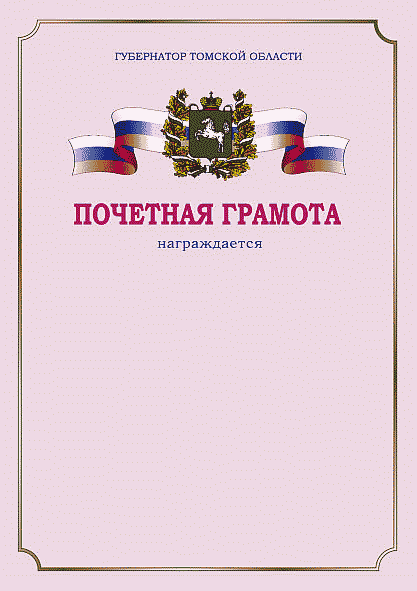 ГУБЕРНАТОР ТОМСКОЙ ОБЛАСТИ
ПОЧЕТНАЯ ГРАМОТА
награждается